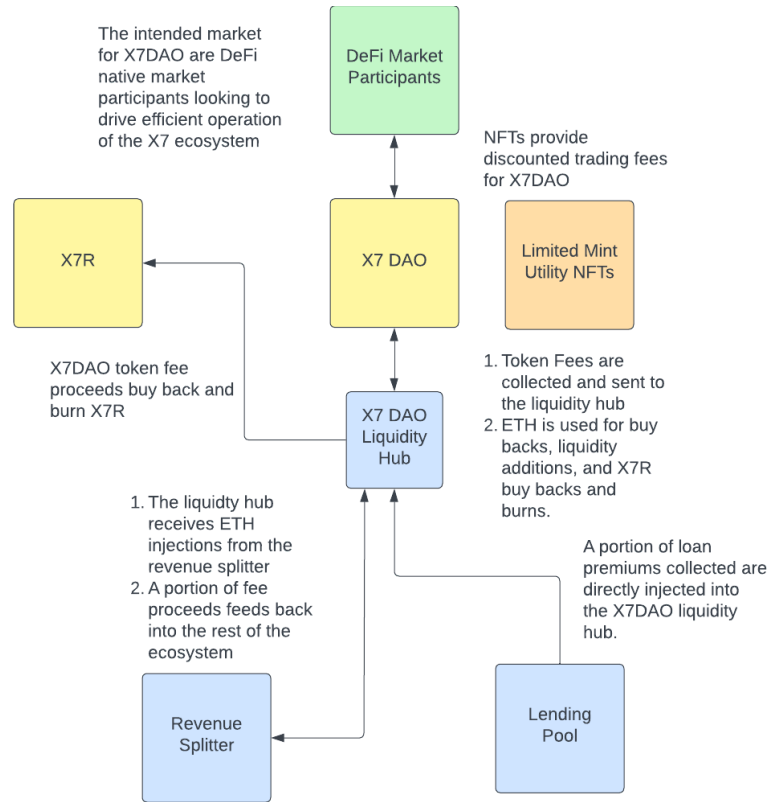 The intended market
for X7DAO are DeFi
native market
participants looking to
drive efficient operation
of the X7 ecosystem
DeFi Market
Participants
NFTs provide
discounted trading fees
for X7DAO
X7R
X7 DAO
Limited Mint
Utility NFTs
X7DAO token fee
proceeds buy back and
burn X7R
1. Token Fees are
collected and sent to
the liquidity hub
2. ETH is used for buy
backs, liquidity
additions, and X7R
buy backs and
burns.
X7 DAO
Liquidity
Hub
1. The liquidty hub
receives ETH
injections from the
revenue splitter
2. A portion of fee
proceeds feeds back
into the rest of the
ecosystem
A portion of loan
premiums collected are
directly injected into
the X7DAO liquidity
hub.
Revenue
Splitter
Lending
Pool